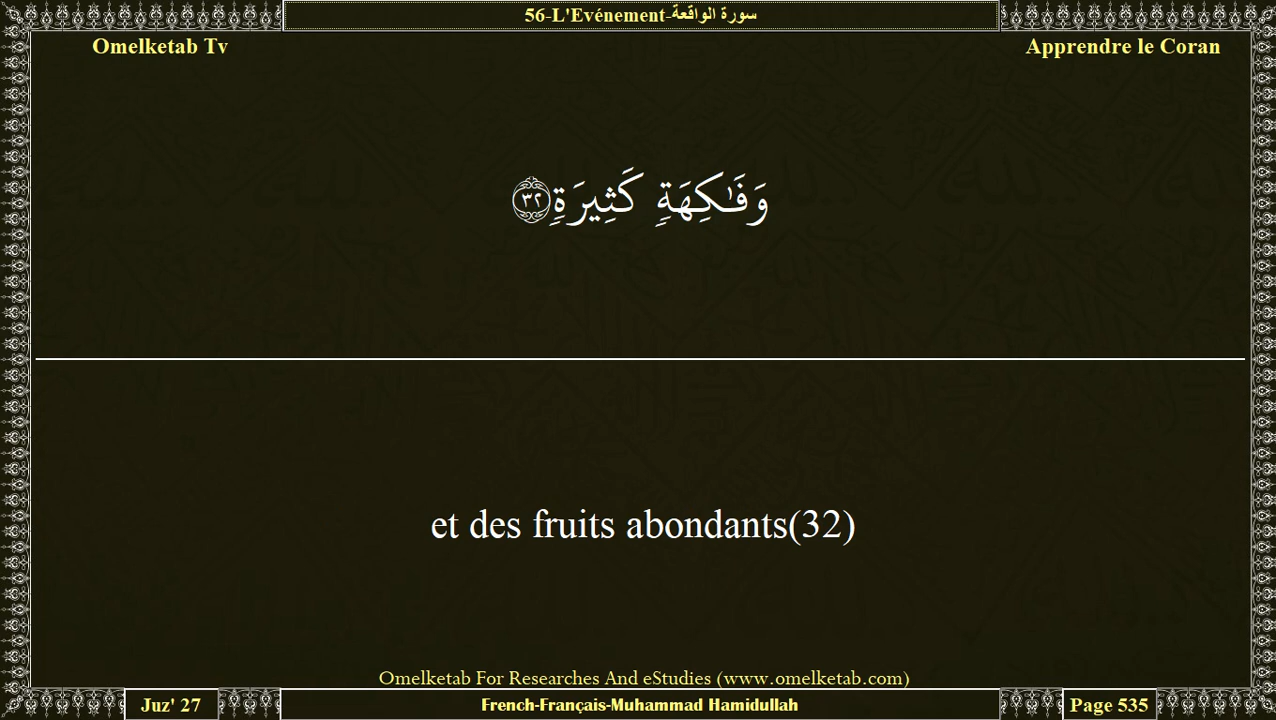 56-L'Evénement-سورة الواقعة
Omelketab Tv
Apprendre le Coran
وَفَـٰكِهَةٍ كَثِيرَةٍ ٣٢
et des fruits abondants(32)
Omelketab For Researches And eStudies (www.omelketab.com)
Juz' 27
French-Français-Muhammad Hamidullah
Page 535